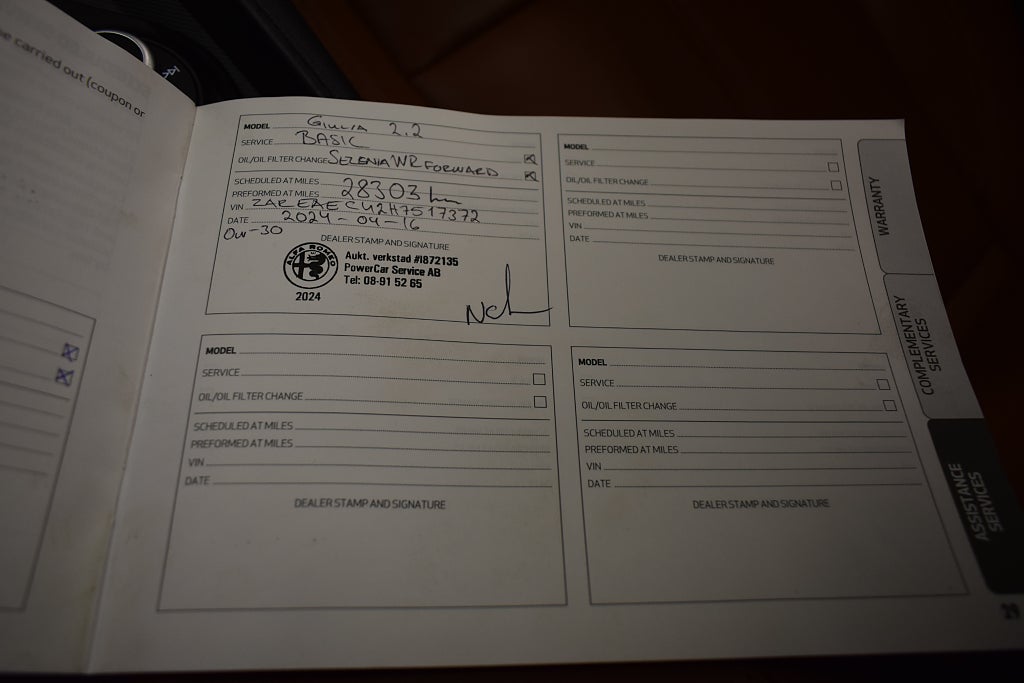 be carried out (coupon or
MODEL GIULIA 2.2
SERVICE BASIC
OIL/OIL FILTER CHANGE SELENIA WR FORWARD
SCHEDULED AT MILES
PREFORMED AT MILES 28303 km
VIN ZAREAECN2H7517372
DATE 2024-04-16
0W-30
DEALER STAMP AND SIGNATURE
ALFA ROMEO
Aukt. verkstad #I872135
PowerCar Service AB
Tel: 08-91 52 65
2024
MODEL
SERVICE
OIL/OIL FILTER CHANGE
SCHEDULED AT MILES
PREFORMED AT MILES
VIN
DATE
DEALER STAMP AND SIGNATURE
MODEL
SERVICE
OIL/OIL FILTER CHANGE
SCHEDULED AT MILES
PREFORMED AT MILES
VIN
DATE
DEALER STAMP AND SIGNATURE
MODEL
SERVICE
OIL/OIL FILTER CHANGE
SCHEDULED AT MILES
PREFORMED AT MILES
VIN
DATE
DEALER STAMP AND SIGNATURE
WARRANTY
COMPLEMENTARY
SERVICES
ASSISTANCE
SERVICES
29